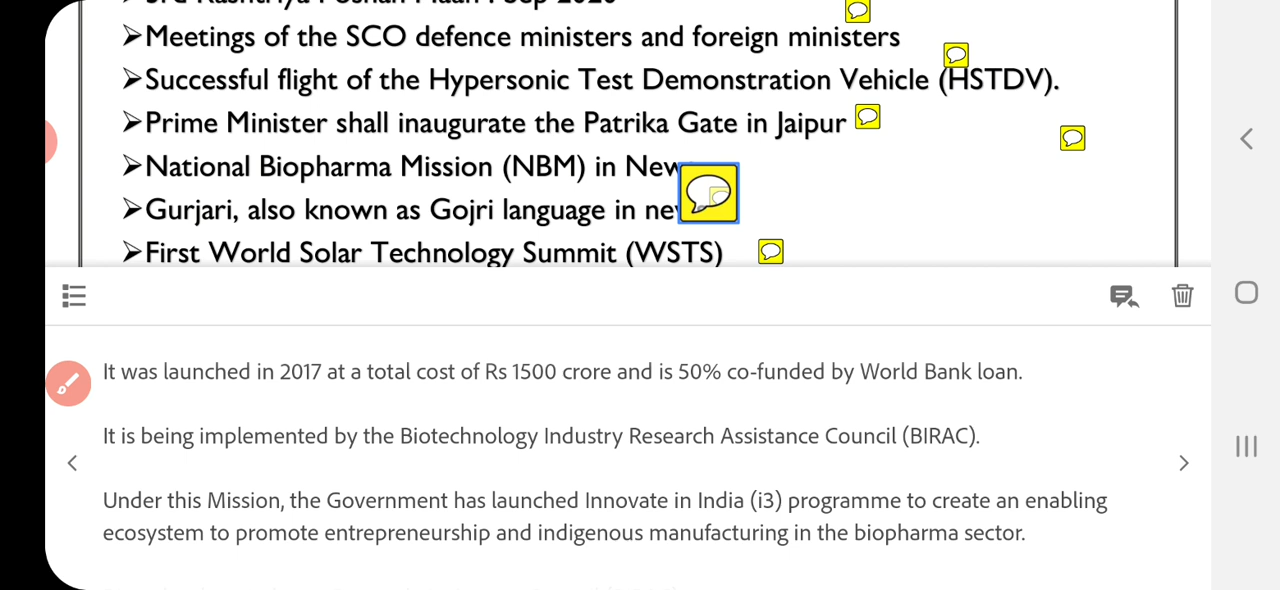 ➢Meetings of the SCO defence ministers and foreign ministers
➢Successful flight of the Hypersonic Test Demonstration Vehicle (HSTDV).
➢Prime Minister shall inaugurate the Patrika Gate in Jaipur
➢National Biopharma Mission (NBM) in New
➢Gurjari, also known as Gojri language in ne
➢First World Solar Technology Summit (WSTS)
It was launched in 2017 at a total cost of Rs 1500 crore and is 50% co-funded by World Bank loan.
It is being implemented by the Biotechnology Industry Research Assistance Council (BIRAC).
Under this Mission, the Government has launched Innovate in India (i3) programme to create an enabling
ecosystem to promote entrepreneurship and indigenous manufacturing in the biopharma sector.